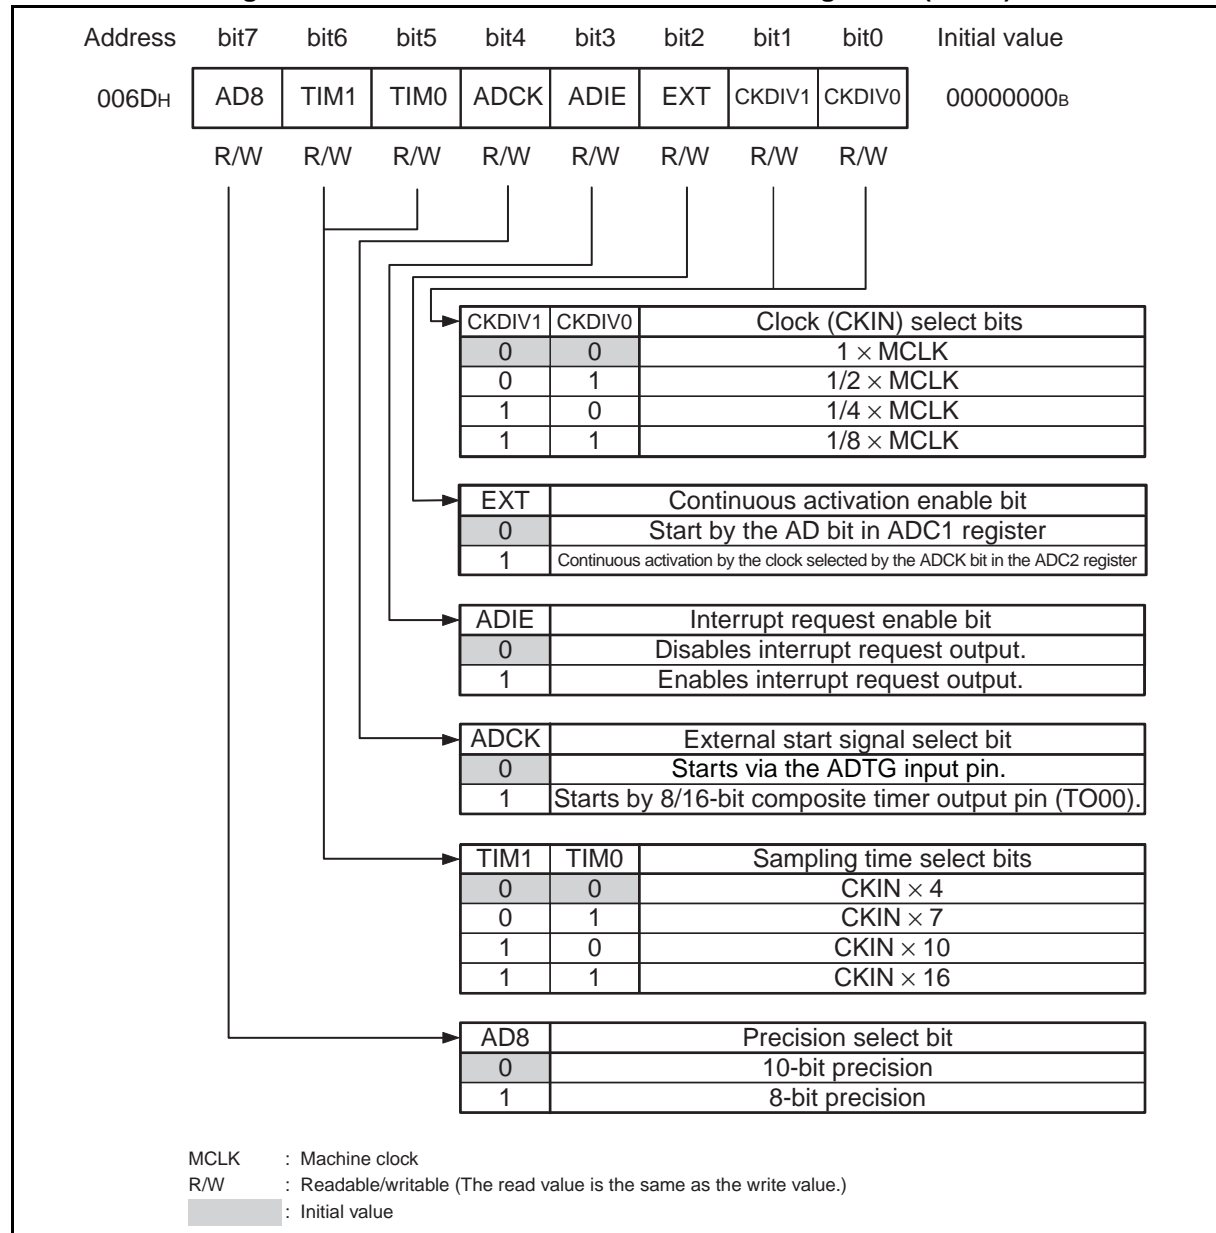 Address bit7 bit6 bit5 bit4 bit3 bit2 bit1 bit0 Initial value
006DH AD8 TIM1 TIM0 ADCK ADIE EXT CKDIV1 CKDIV0 00000000B
R/W R/W R/W R/W R/W R/W R/W R/W
CKDIV1 CKDIV0 Clock (CKIN) select bits
0 0 1 × MCLK
0 1 1/2 × MCLK
1 0 1/4 × MCLK
1 1 1/8 × MCLK
EXT Continuous activation enable bit
0 Start by the AD bit in ADC1 register
1 Continuous activation by the clock selected by the ADCK bit in the ADC2 register
ADIE Interrupt request enable bit
0 Disables interrupt request output.
1 Enables interrupt request output.
ADCK External start signal select bit
0 Starts via the ADTG input pin.
1 Starts by 8/16-bit composite timer output pin (TO00).
TIM1 TIM0 Sampling time select bits
0 0 CKIN × 4
0 1 CKIN × 7
1 0 CKIN × 10
1 1 CKIN × 16
AD8 Precision select bit
0 10-bit precision
1 8-bit precision
MCLK : Machine clock
R/W : Readable/writable (The read value is the same as the write value.)
: Initial value